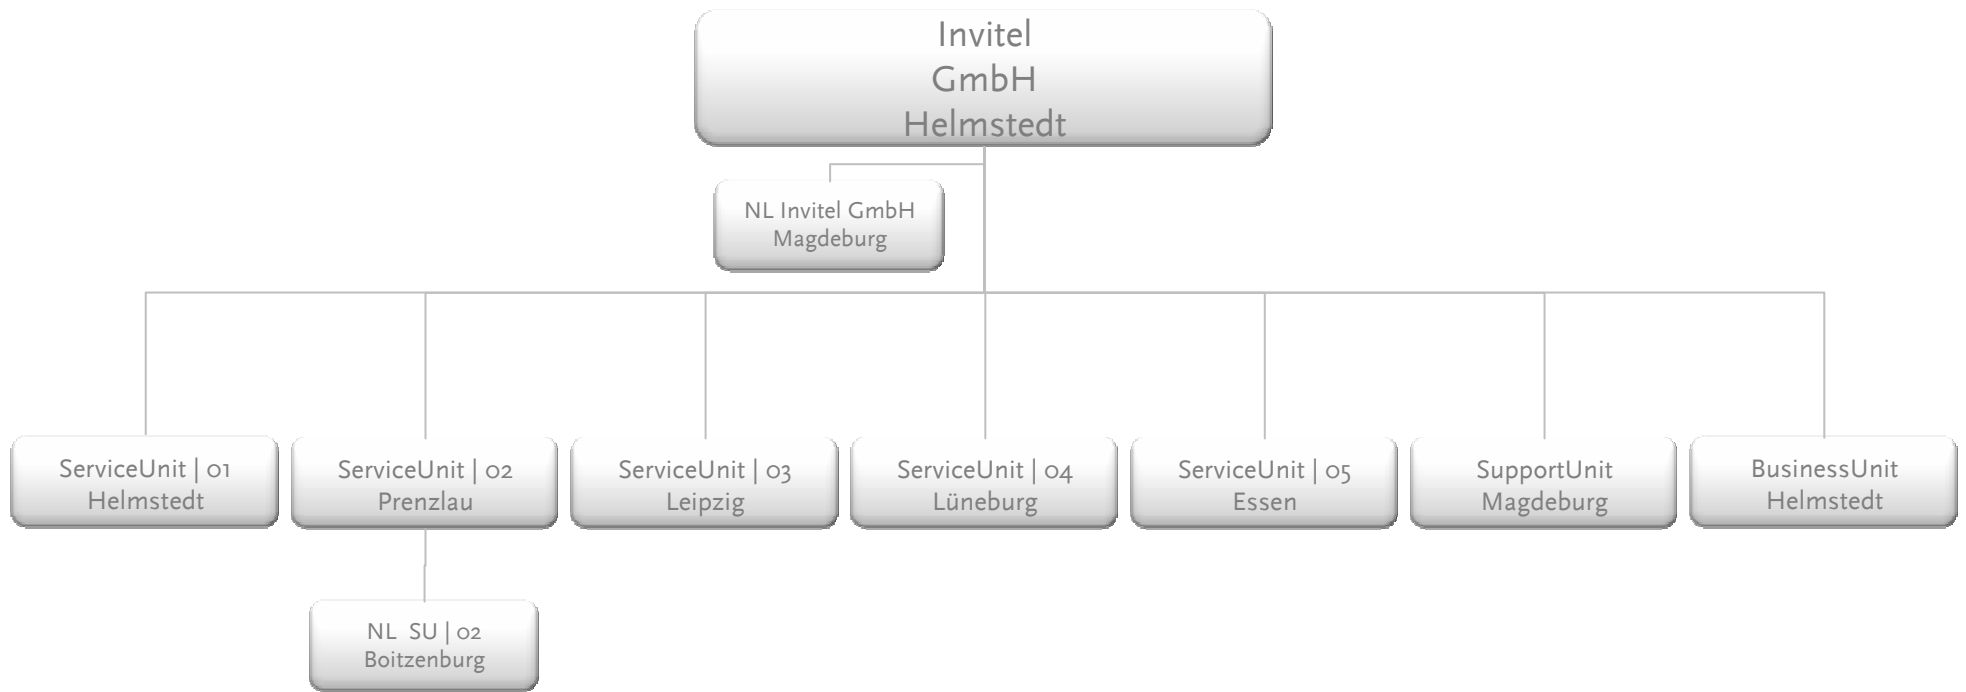 Invitel
GmbH
Helmstedt
NL Invitel GmbH
Magdeburg
ServiceUnit | 01
Helmstedt
ServiceUnit | 02
Prenzlau
ServiceUnit | 03
Leipzig
ServiceUnit | 04
Lüneburg
ServiceUnit | 05
Essen
SupportUnit
Magdeburg
BusinessUnit
Helmstedt
NL  SU | 02
Boitzenburg